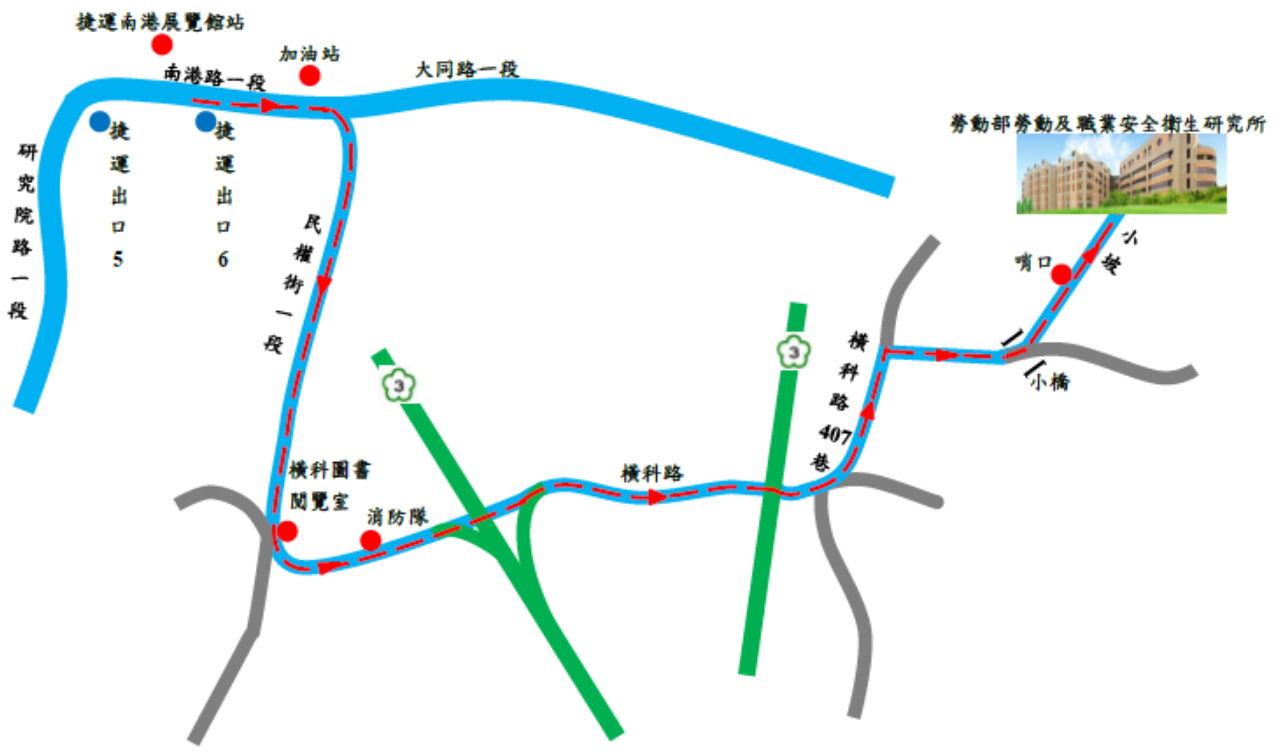 捷運南港展覽館站
加油站
南港路一段
大同路一段
勞動部勞動及職業安全衛生研究所
捷運出口5
捷運出口6
研究院路一段
民權街一段
小坡
哨口
3
3
橫科路407巷
小橋
橫科圖書
閱覽室
消防隊
橫科路